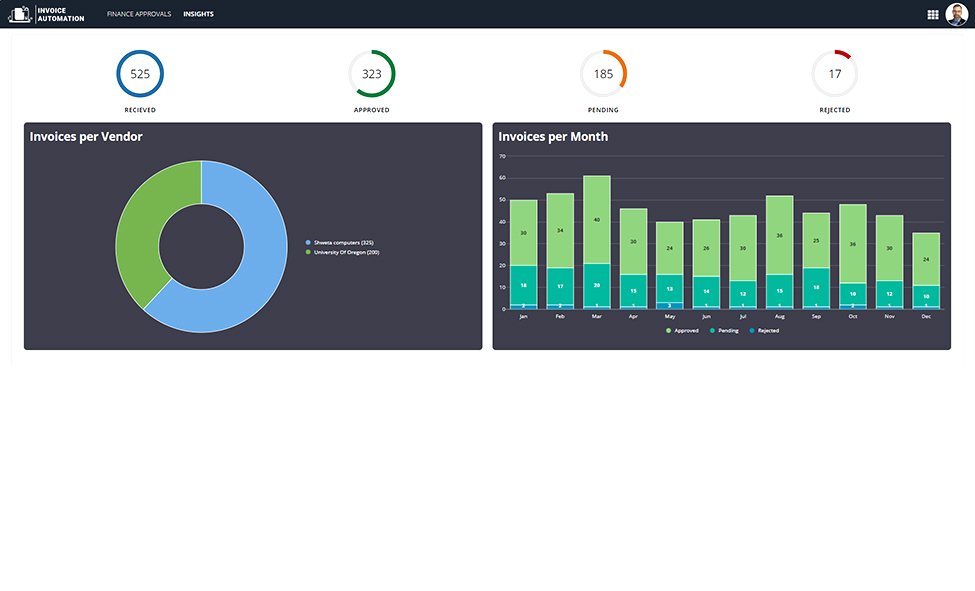 INVOICE
AUTOMATION
FINANCE APPROVALS INSIGHTS
525 323 185 17
RECIEVED APPROVED PENDING REJECTED
Invoices per Vendor
Shweta computers (325)
University Of Oregon (200)
Invoices per Month
70
60
50
40
30
20
10
0
30 34 40 30 24 26 30 36 25 36 30 24
18 17 20 15 13 14 12 15 18 10 12 10
2 2 1 1 3 1 1 1 1 2 1 1
Jan Feb Mar Apr May Jun Jul Aug Sep Oct Nov Dec
Approved Pending Rejected